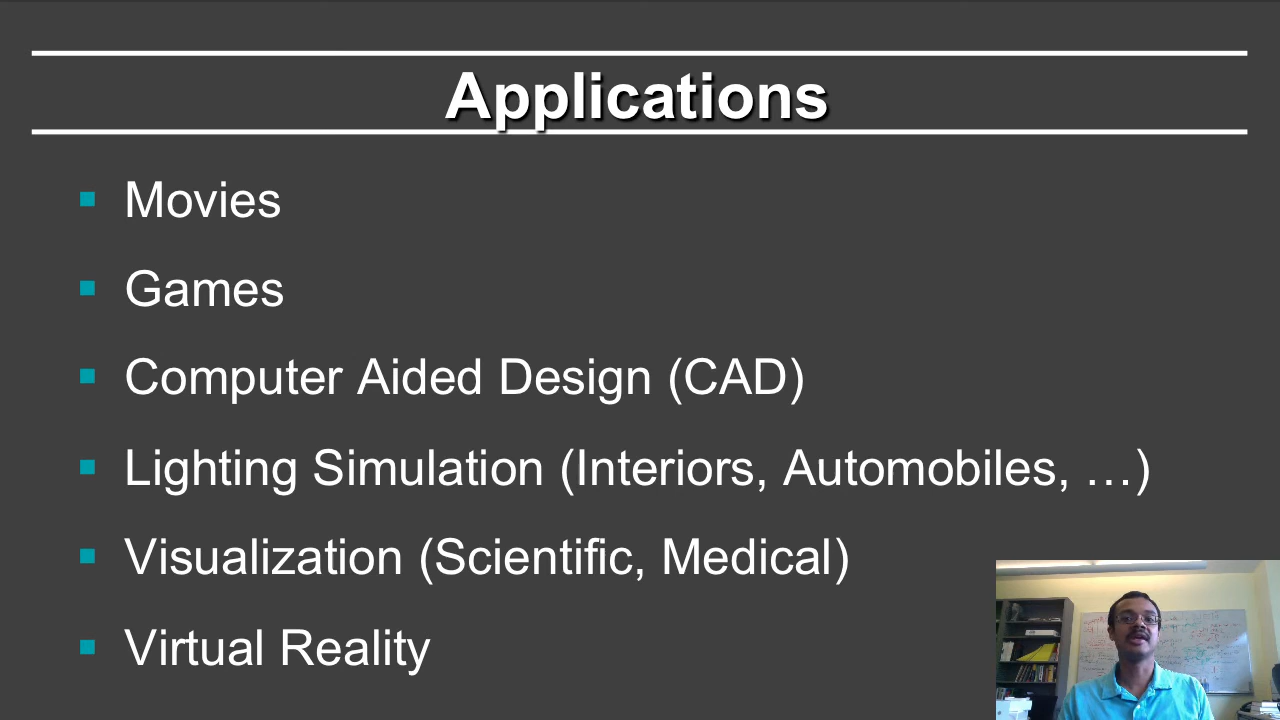 Applications
Movies
Games
Computer Aided Design (CAD)
Lighting Simulation (Interiors, Automobiles, …)
Visualization (Scientific, Medical)
Virtual Reality